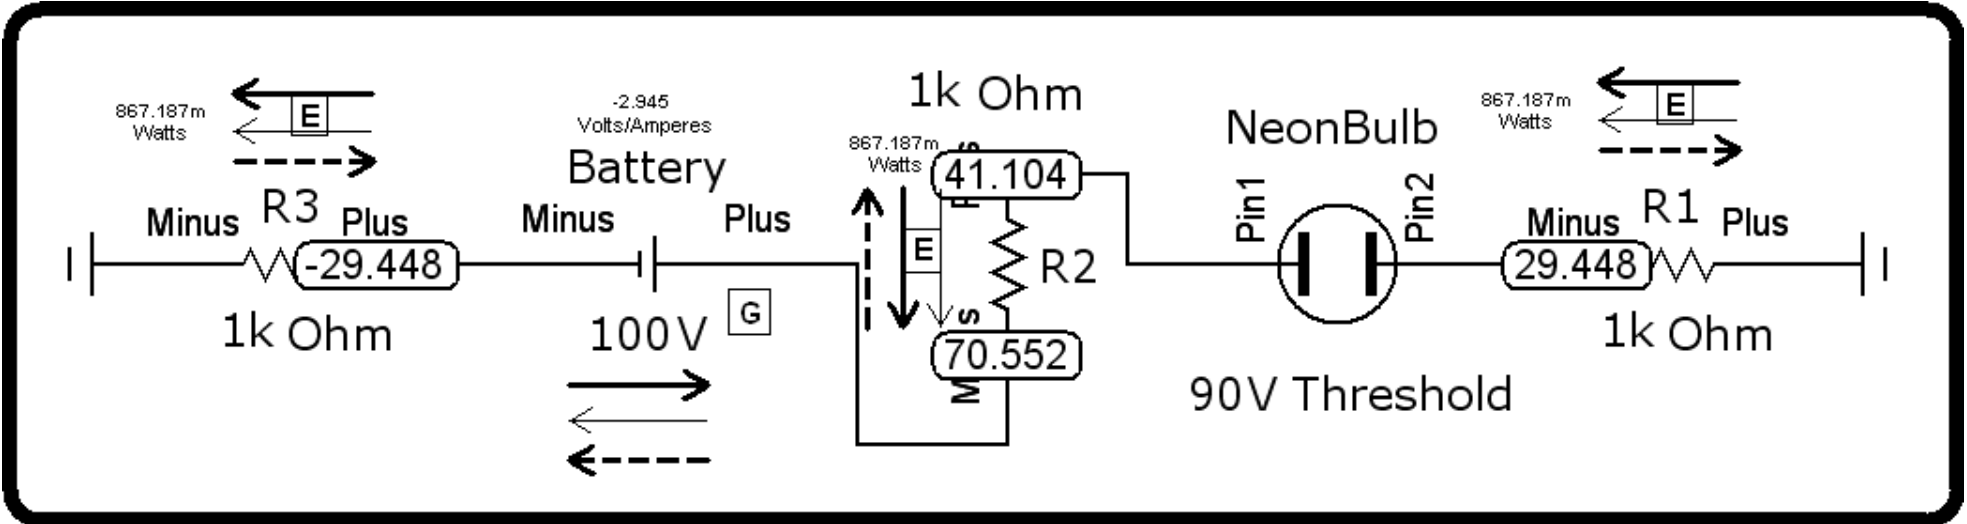 867.187m
Watts
E
Minus
R3
Plus
-29.448
1k Ohm
-2.945
Volts/Amperes
Battery
Minus
Plus
100V
G
1k Ohm
867.187m
Watts
41.104
E
R2
70.552
NeonBulb
Pin1
Pin2
90V Threshold
867.187m
Watts
E
Minus
R1
Plus
29.448
1k Ohm